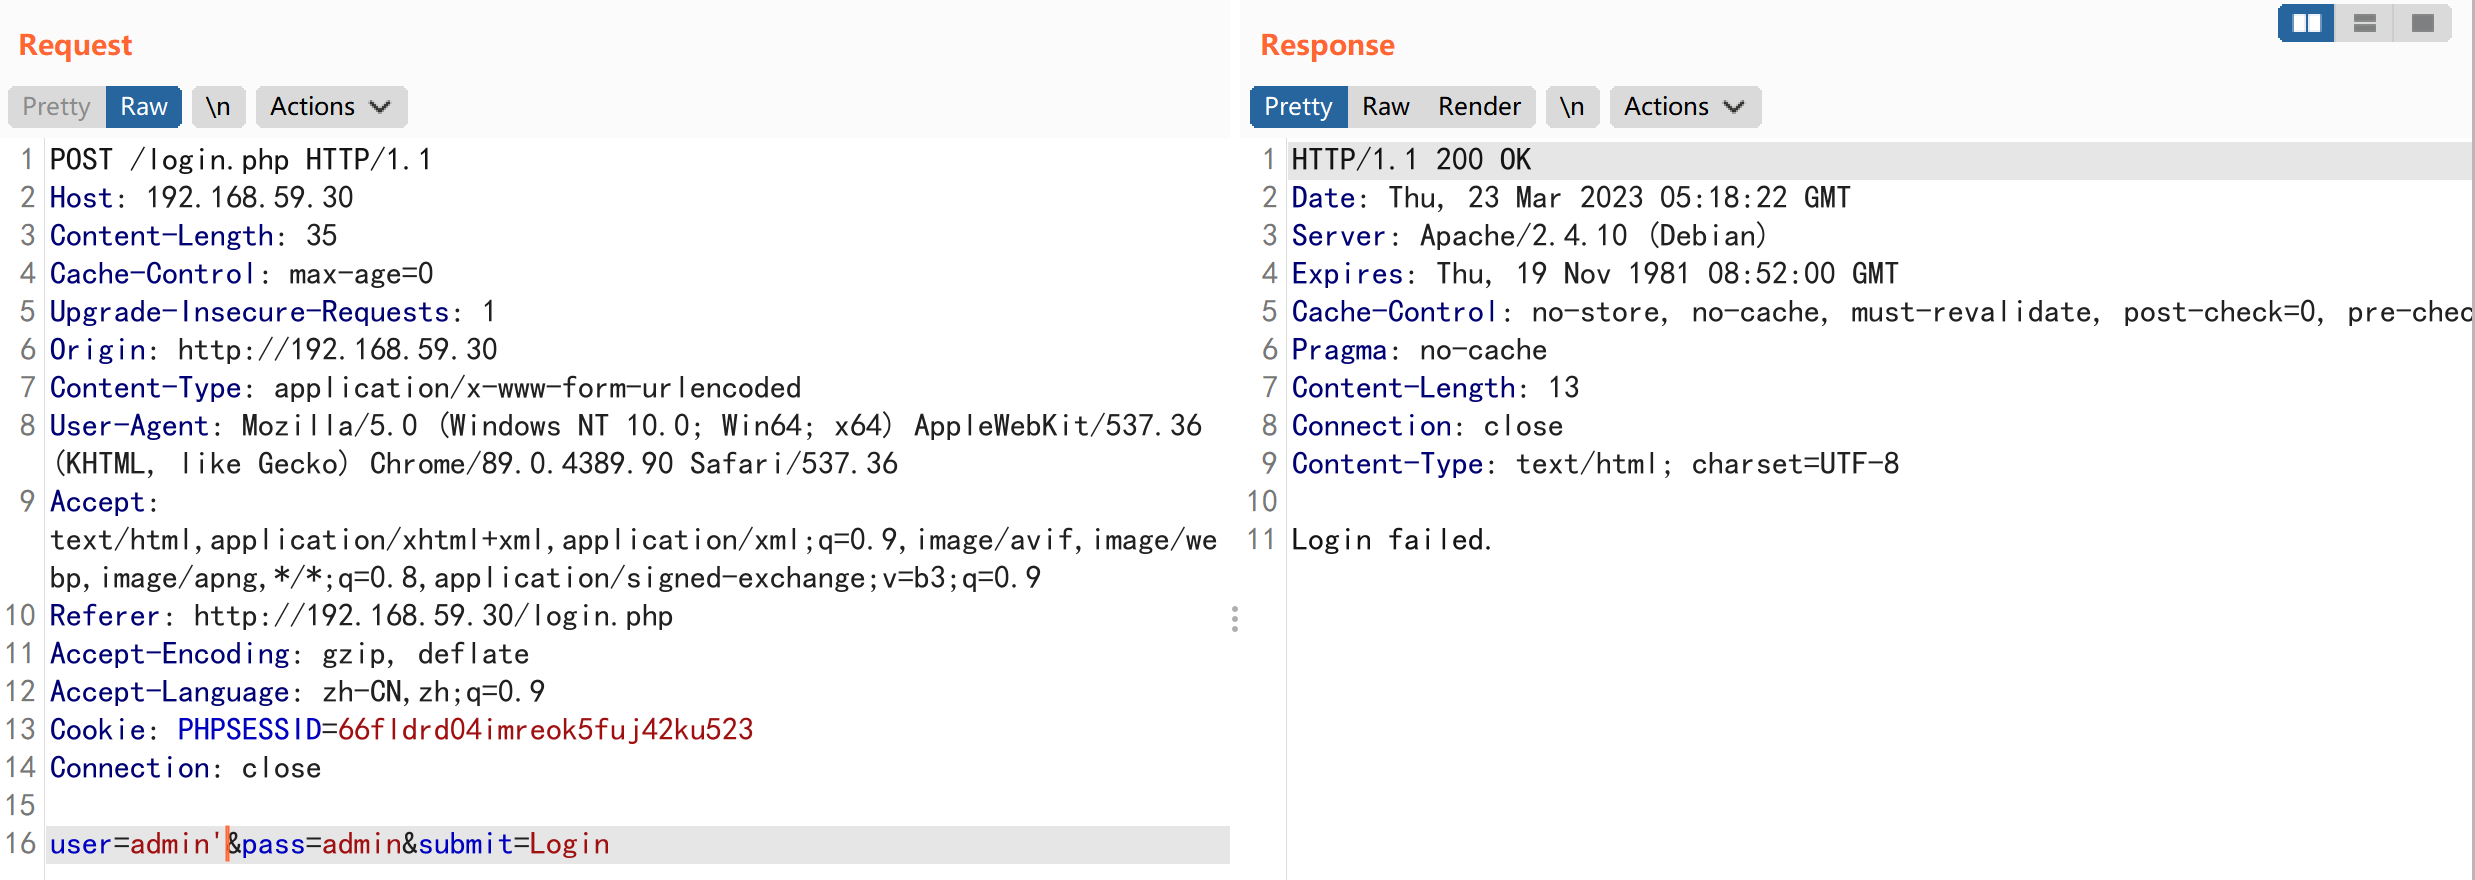 Request
Pretty Raw \n Actions
1 POST /login.php HTTP/1.1
2 Host: 192.168.59.30
3 Content-Length: 35
4 Cache-Control: max-age=0
5 Upgrade-Insecure-Requests: 1
6 Origin: http://192.168.59.30
7 Content-Type: application/x-www-form-urlencoded
8 User-Agent: Mozilla/5.0 (Windows NT 10.0; Win64; x64) AppleWebKit/537.36
(KHTML, like Gecko) Chrome/89.0.4389.90 Safari/537.36
9 Accept:
text/html,application/xhtml+xml,application/xml;q=0.9,image/avif,image/we
bp,image/apng,*/*;q=0.8,application/signed-exchange;v=b3;q=0.9
10 Referer: http://192.168.59.30/login.php
11 Accept-Encoding: gzip, deflate
12 Accept-Language: zh-CN,zh;q=0.9
13 Cookie: PHPSESSID=66fldrd04imreok5fuj42ku523
14 Connection: close
15
16 user=admin'&pass=admin&submit=Login
Response
Pretty Raw Render \n Actions
1 HTTP/1.1 200 OK
2 Date: Thu, 23 Mar 2023 05:18:22 GMT
3 Server: Apache/2.4.10 (Debian)
4 Expires: Thu, 19 Nov 1981 08:52:00 GMT
5 Cache-Control: no-store, no-cache, must-revalidate, post-check=0, pre-chec
6 Pragma: no-cache
7 Content-Length: 13
8 Connection: close
9 Content-Type: text/html; charset=UTF-8
10
11 Login failed.